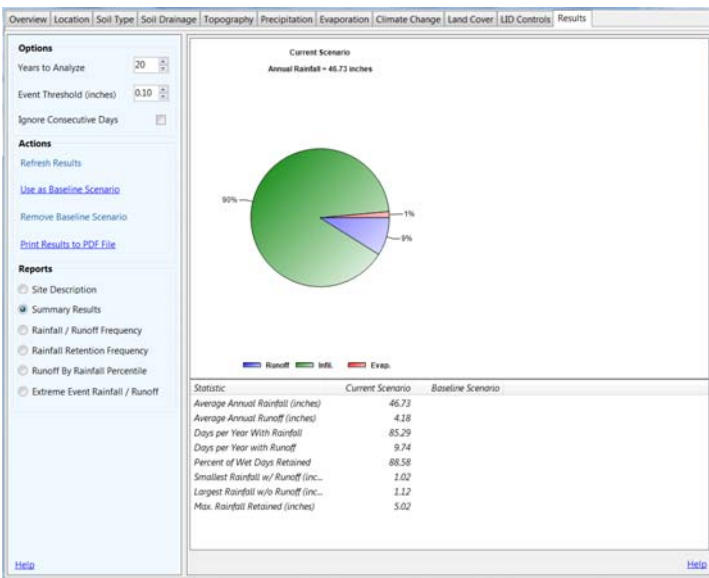 Overview Location Soil Type Soil Drainage Topography Precipitation Evaporation Climate Change Land Cover LID Controls Results
Options
Years to Analyze 20
Event Threshold (inches) 0.10
Ignore Consecutive Days
Actions
Refresh Results
Use as Baseline Scenario
Remove Baseline Scenario
Print Results to PDF File
Reports
Site Description
Summary Results
Rainfall / Runoff Frequency
Rainfall Retention Frequency
Runoff By Rainfall Percentile
Extreme Event Rainfall / Runoff
Help
Current Scenario
Annual Rainfall = 46.73 inches
90%
1%
9%
Runoff Infil. Evap.
Statistic Current Scenario Baseline Scenario
Average Annual Rainfall (inches) 46.73
Average Annual Runoff (inches) 4.18
Days per Year With Rainfall 85.29
Days per Year with Runoff 9.74
Percent of Wet Days Retained 88.58
Smallest Rainfall w/ Runoff (inc... 1.02
Largest Rainfall w/o Runoff (inc... 1.12
Max. Rainfall Retained (inches) 5.02
Help